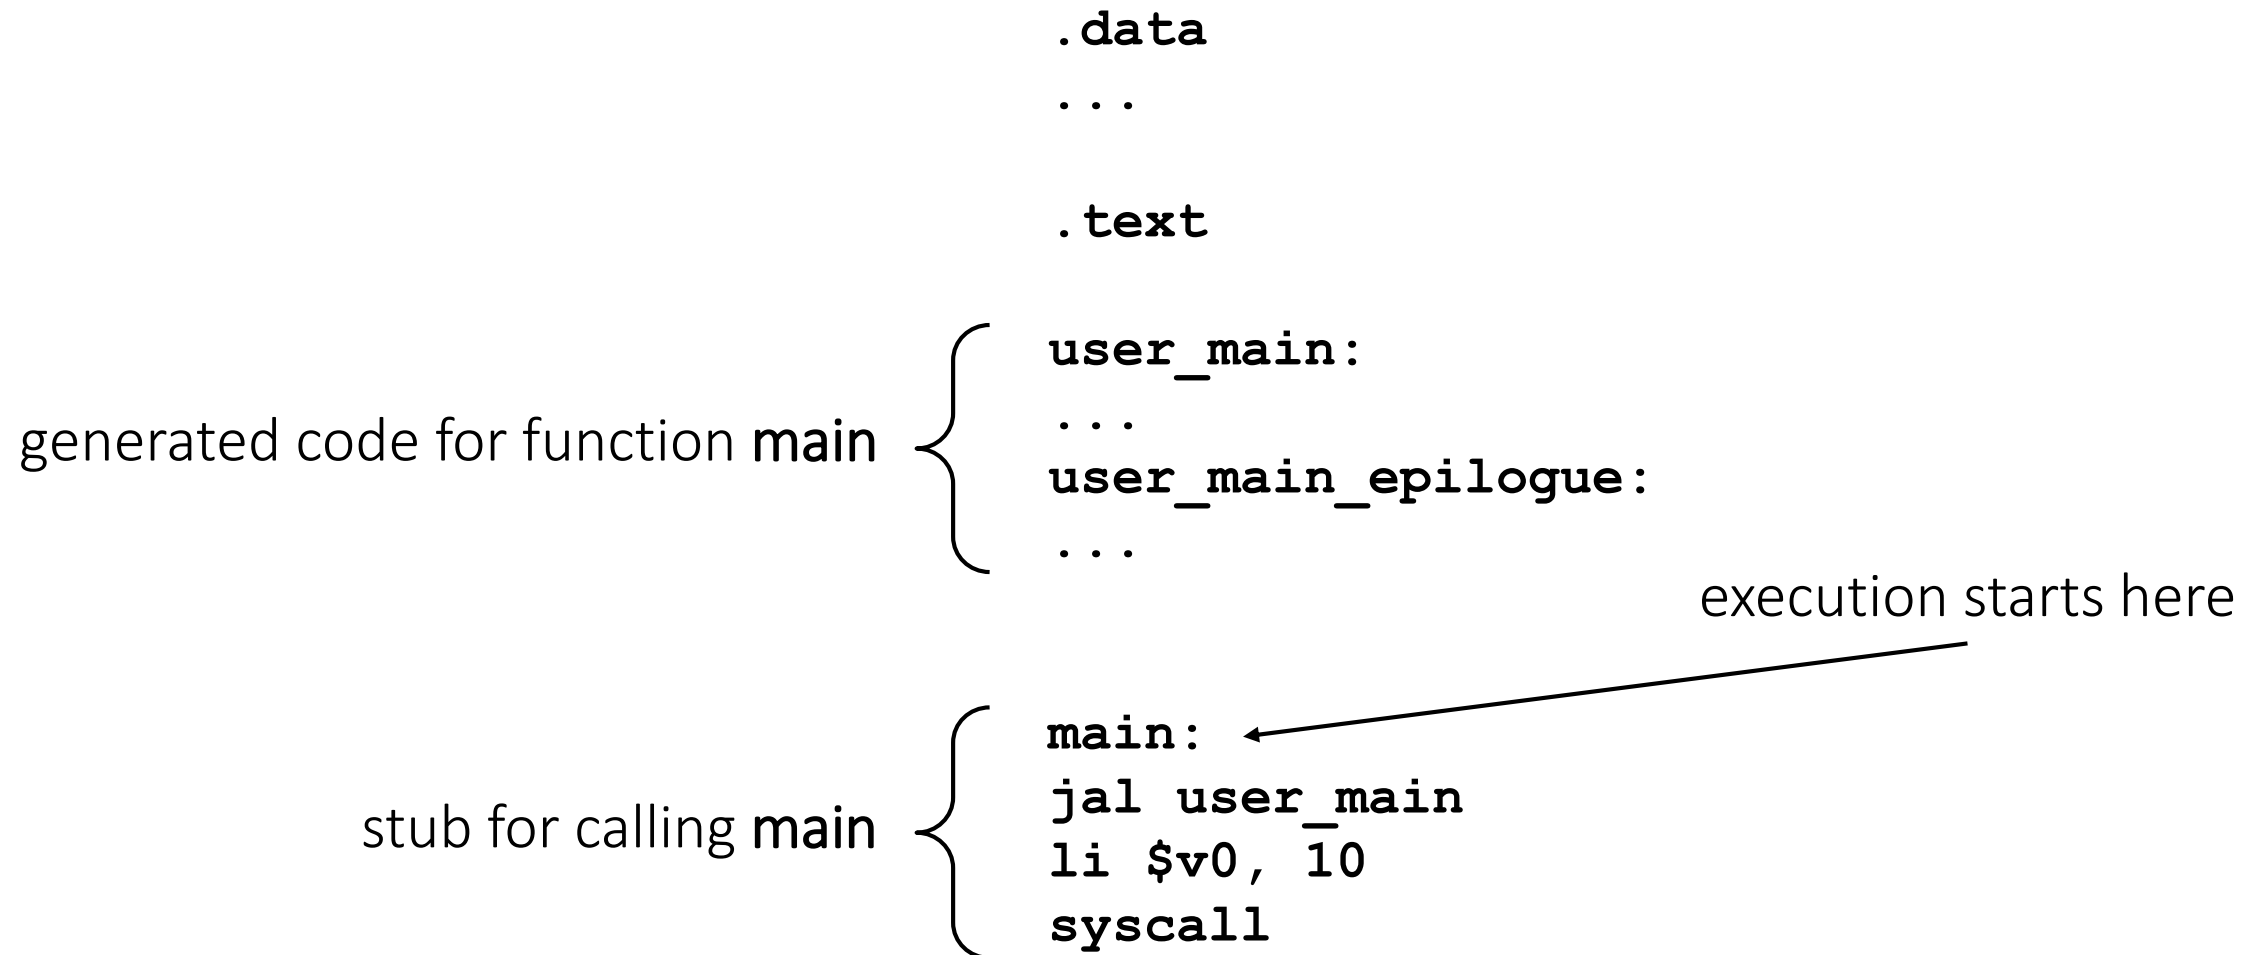 .data
...
.text
user_main:
...
generated code for function main
user_main_epilogue:
...
execution starts here
main:
jal user_main
stub for calling main
li $v0, 10
syscall